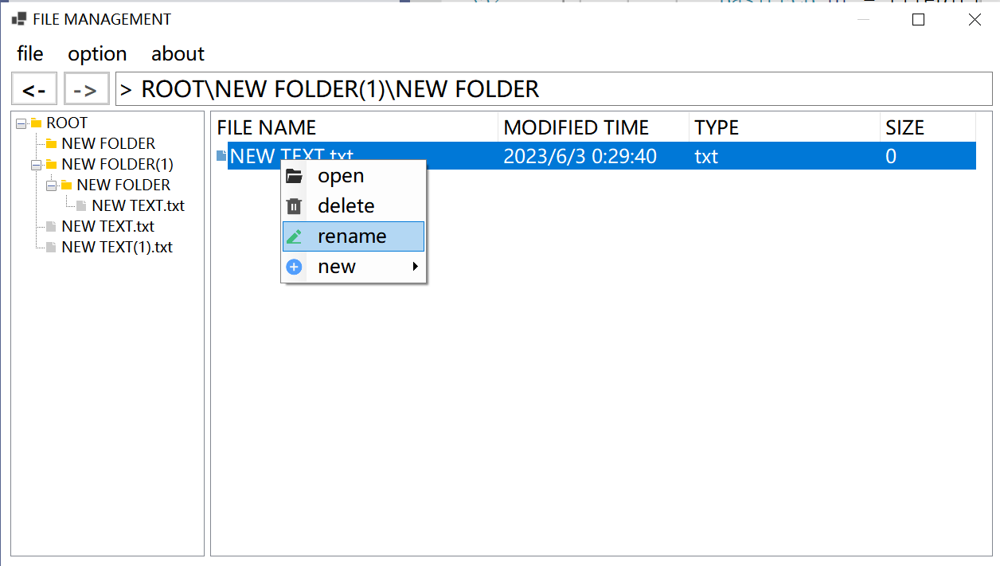 FILE MANAGEMENT
file option about
<- -> > ROOT\NEW FOLDER(1)\NEW FOLDER
ROOT
NEW FOLDER
NEW FOLDER(1)
NEW FOLDER
NEW TEXT.txt
NEW TEXT.txt
NEW TEXT(1).txt
FILE NAME MODIFIED TIME TYPE SIZE
NEW TEXT.txt 2023/6/3 0:29:40 txt 0
open
delete
rename
new